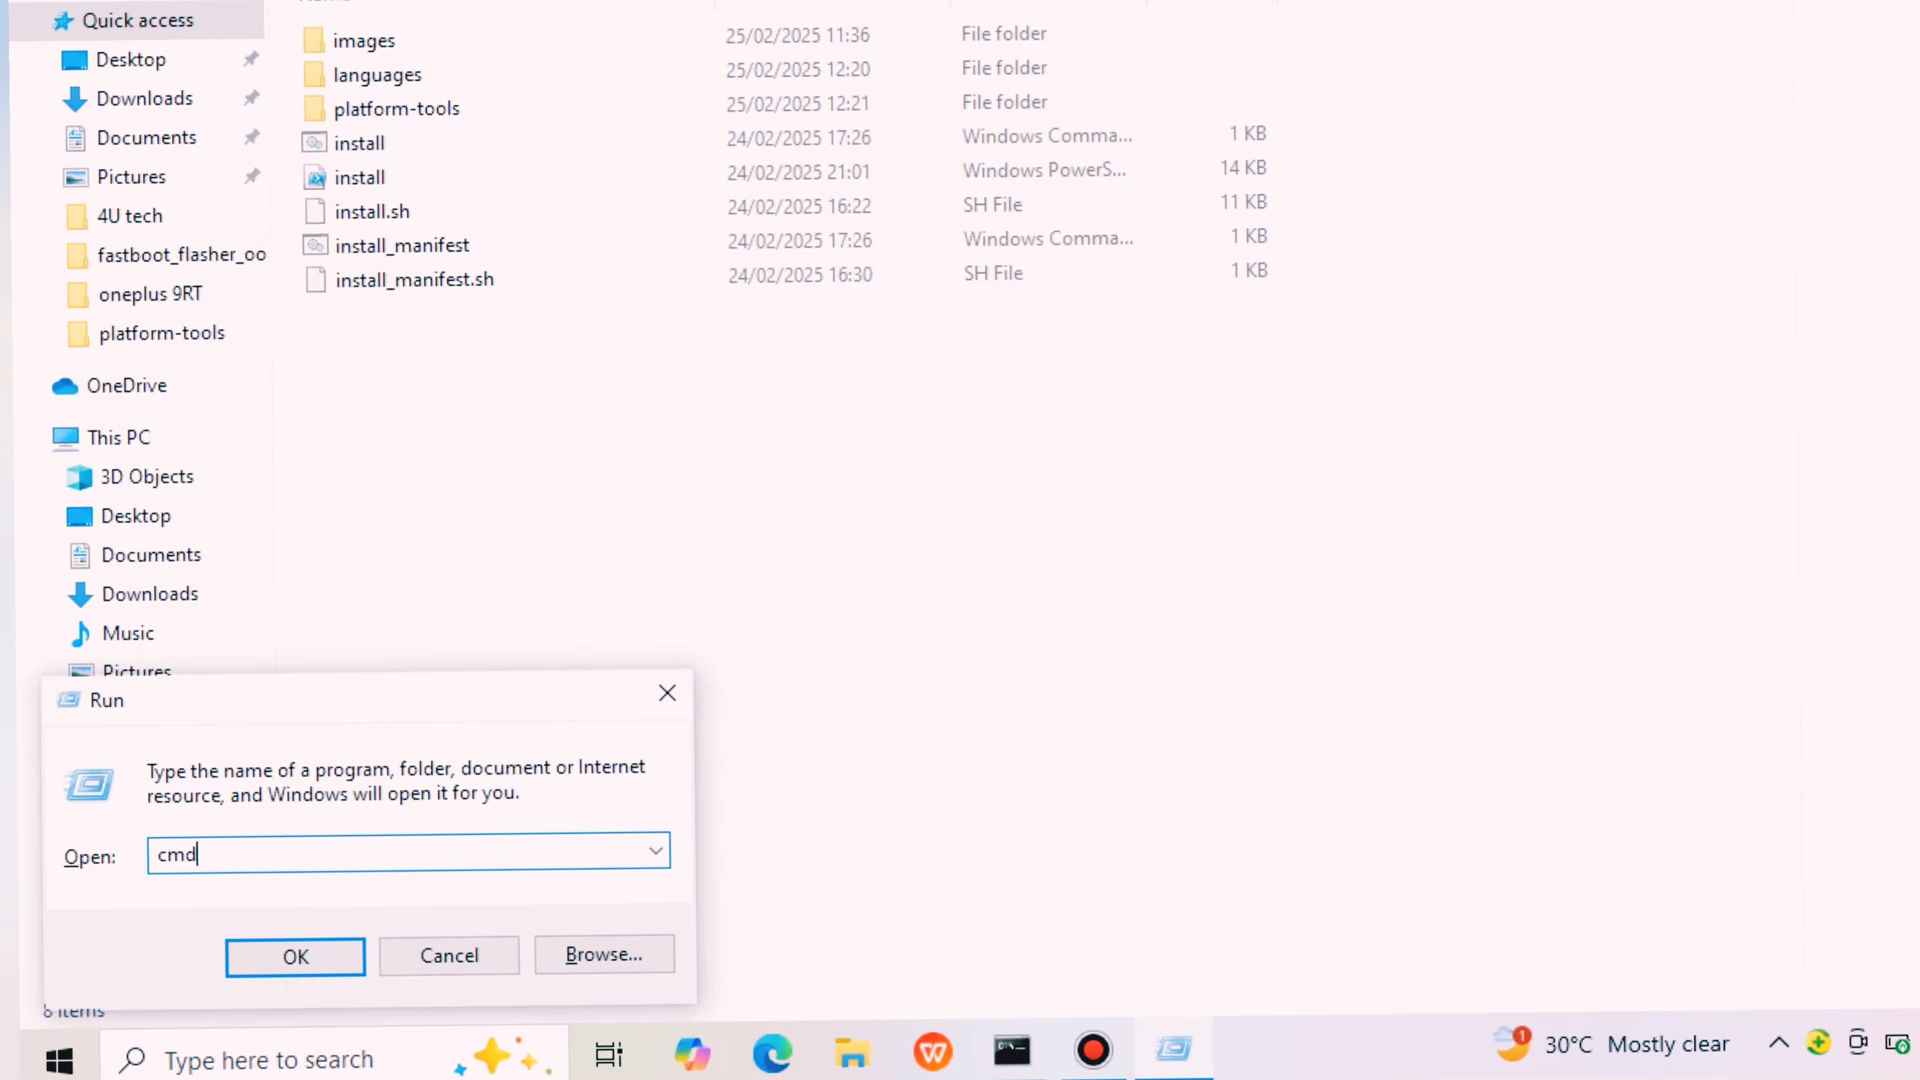 Quick access
Desktop
Downloads
Documents
Pictures
4U tech
fastboot_flasher_oo
oneplus 9RT
platform-tools
OneDrive
This PC
3D Objects
Desktop
Documents
Downloads
Music
Pictures
images 25/02/2025 11:36 File folder
languages 25/02/2025 12:20 File folder
platform-tools 25/02/2025 12:21 File folder
install 24/02/2025 17:26 Windows Comma... 1 KB
install 24/02/2025 21:01 Windows PowerS... 14 KB
install.sh 24/02/2025 16:22 SH File 11 KB
install_manifest 24/02/2025 17:26 Windows Comma... 1 KB
install_manifest.sh 24/02/2025 16:30 SH File 1 KB
Run
Type the name of a program, folder, document or Internet
resource, and Windows will open it for you.
Open: cmd
OK Cancel Browse...
8 items
Type here to search
1 30°C Mostly clear